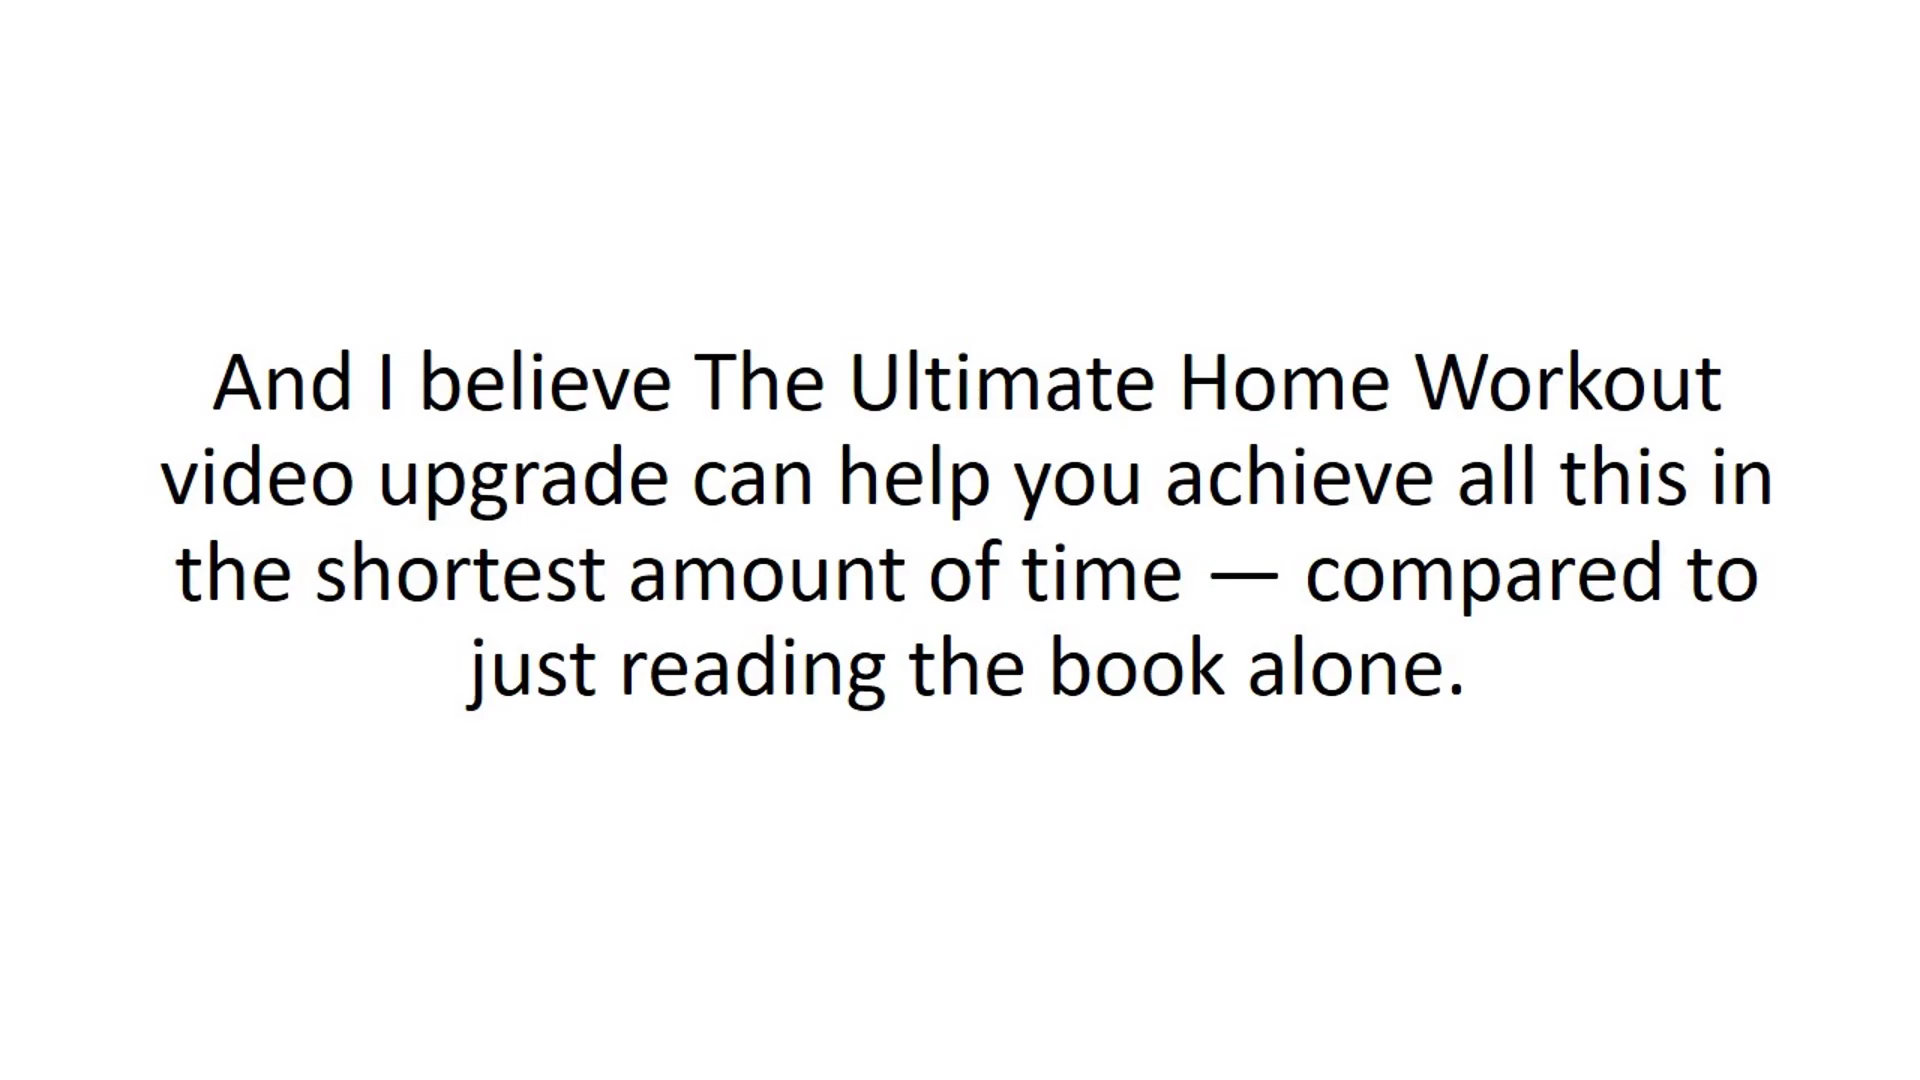 And I believe The Ultimate Home Workout
video upgrade can help you achieve all this in
the shortest amount of time — compared to
just reading the book alone.